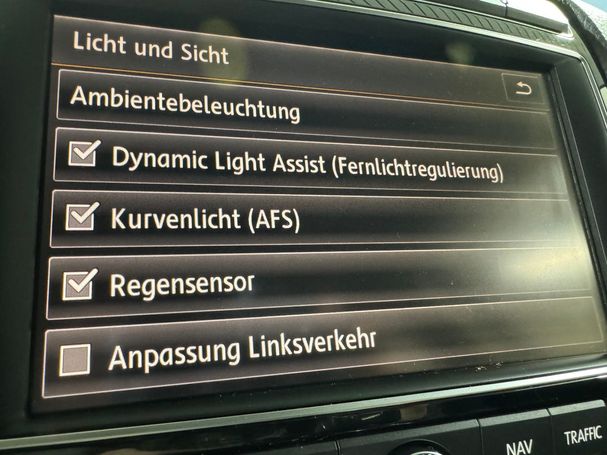 Licht und Sicht
Ambientebeleuchtung
Dynamic Light Assist (Fernlichtregulierung)
Kurvenlicht (AFS)
Regensensor
Anpassung Linksverkehr
NAV
TRAFFIC